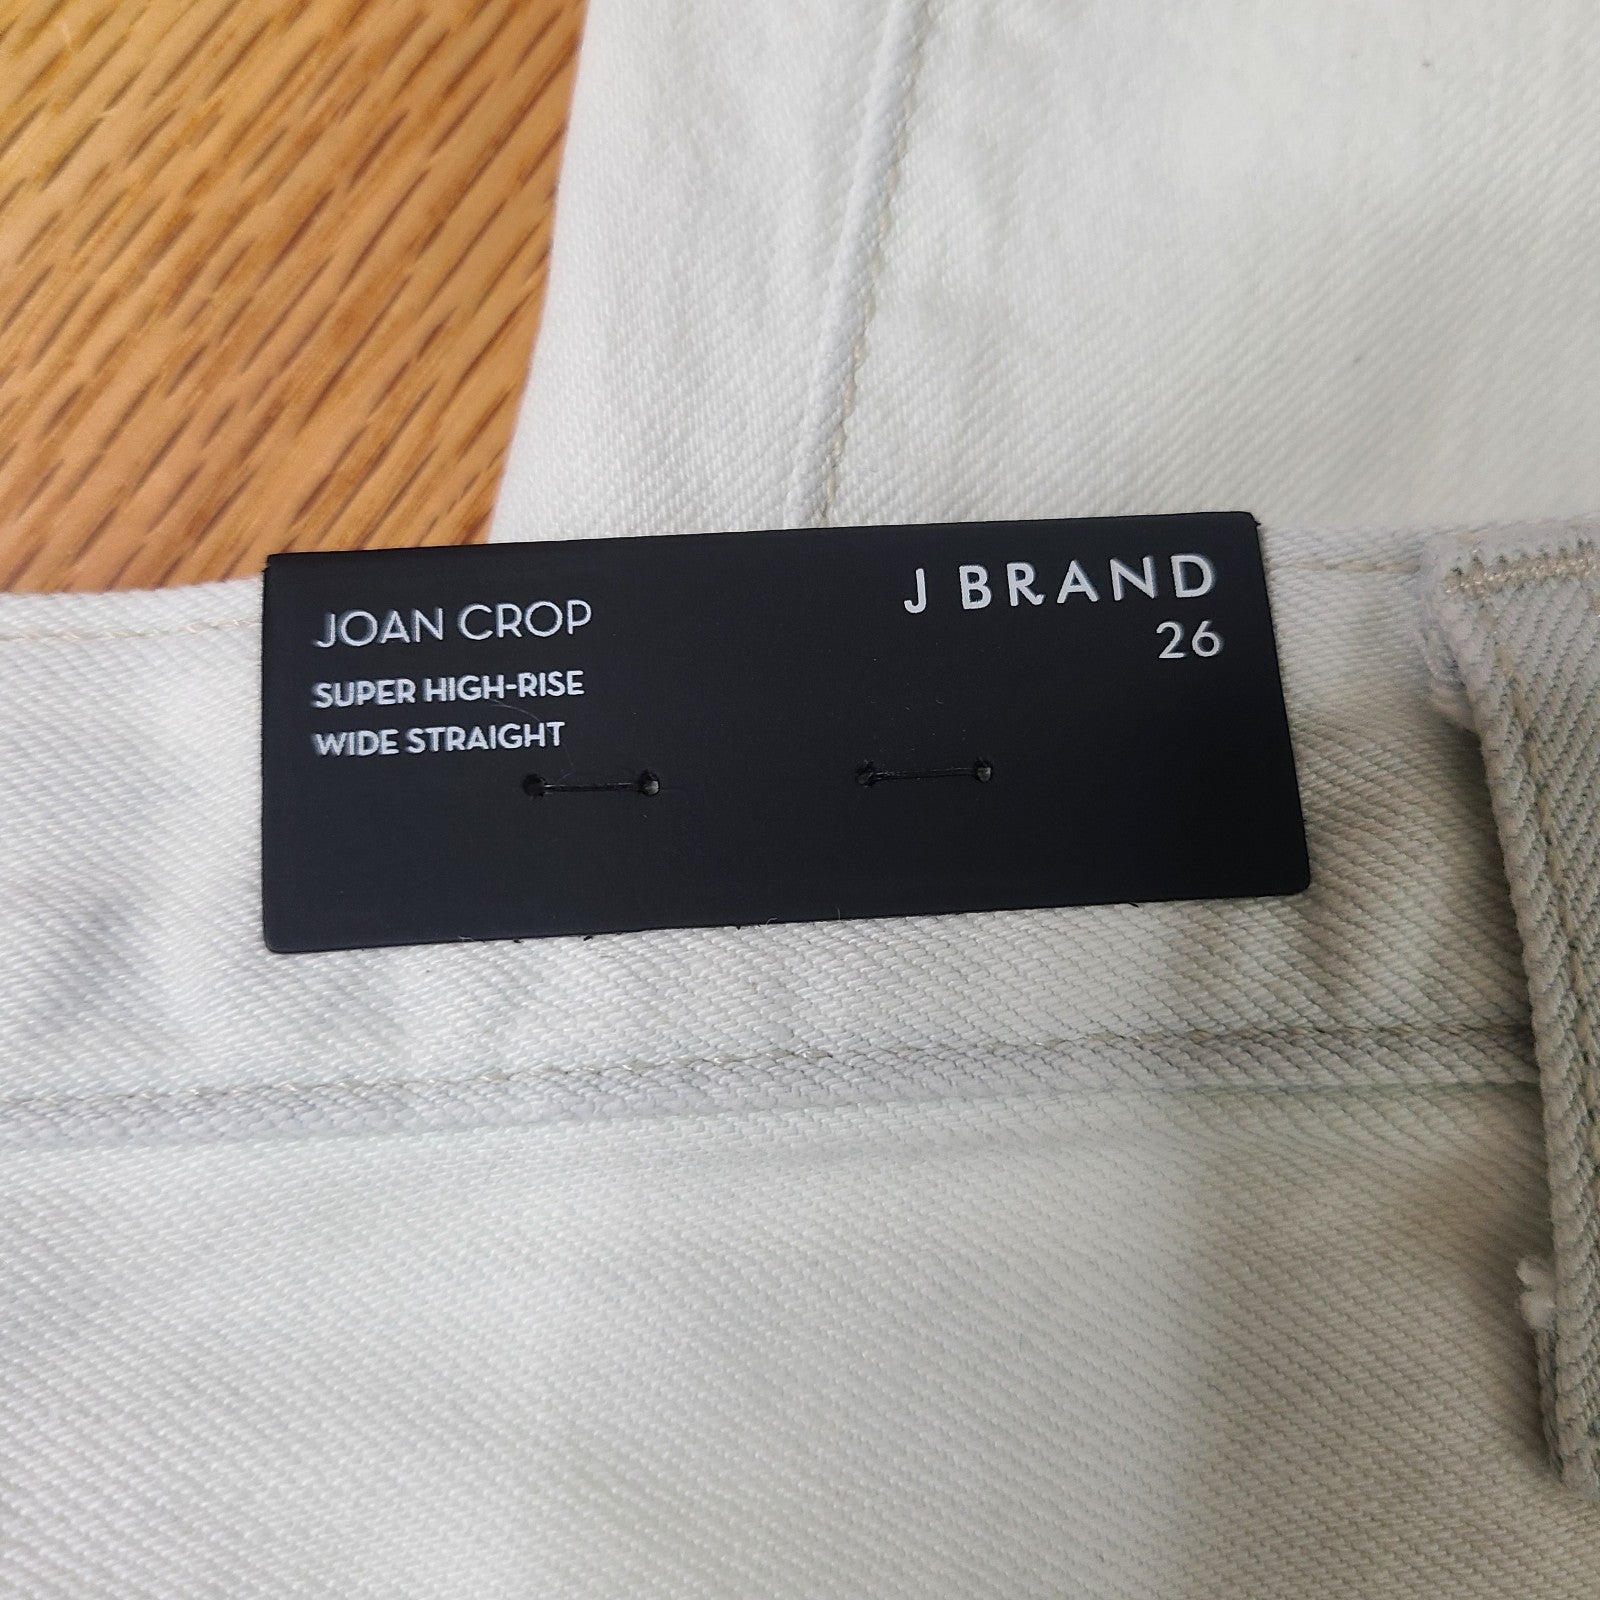 JOAN CROP
SUPER HIGH-RISE
WIDE STRAIGHT
J BRAND
26